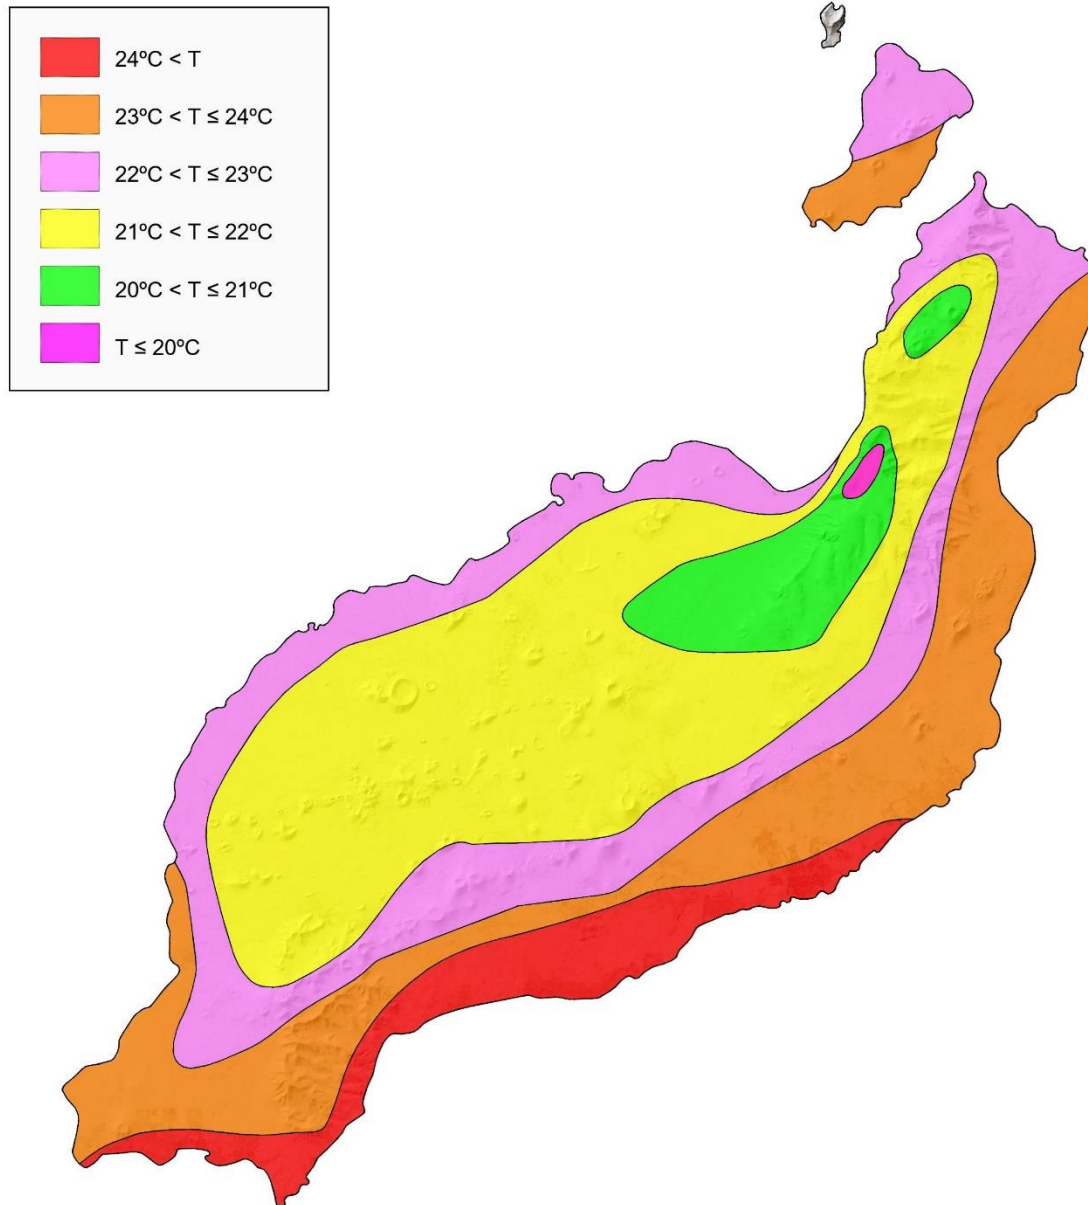 24ºC < T
23ºC < T ≤ 24ºC
22ºC < T ≤ 23ºC
21ºC < T ≤ 22ºC
20ºC < T ≤ 21ºC
T ≤ 20ºC